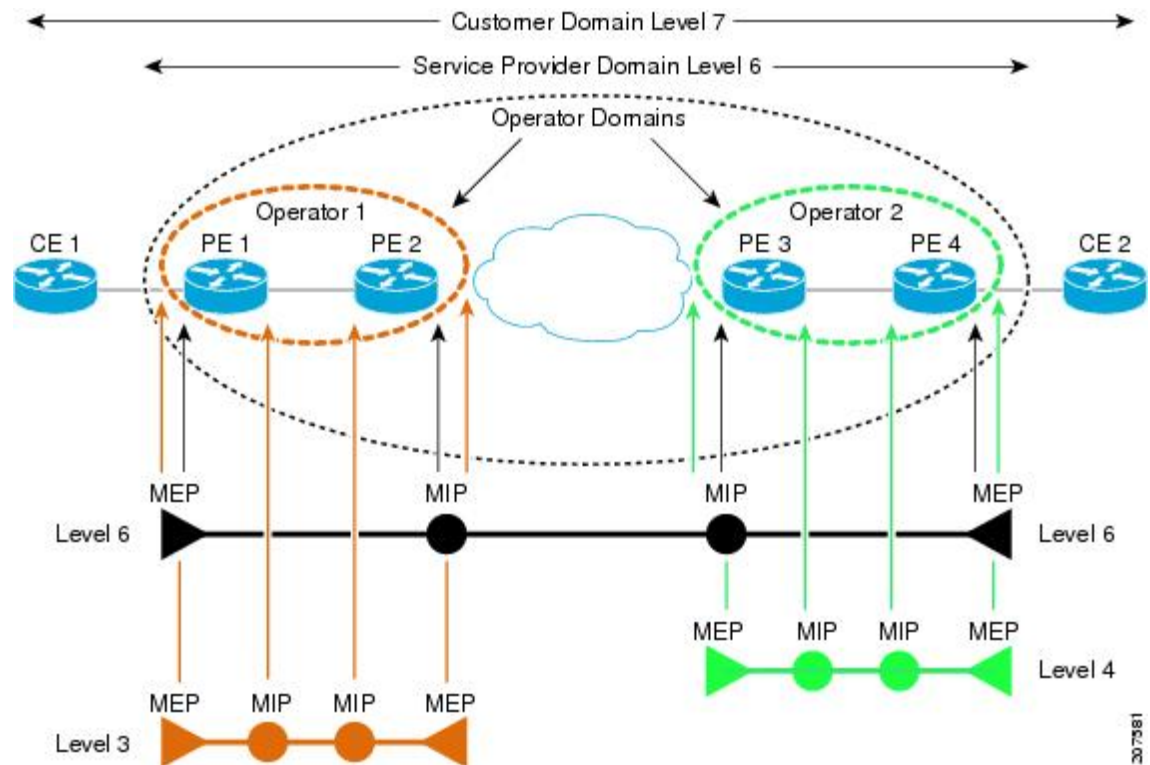 Customer Domain Level 7
Service Provider Domain Level 6
Operator Domains
Operator 1
Operator 2
CE 1
PE 1
PE 2
PE 3
PE 4
CE 2
MEP
MIP
MIP
MEP
Level 6
Level 6
MEP
MIP
MIP
MEP
Level 4
MEP
MIP
MIP
MEP
Level 3
207581